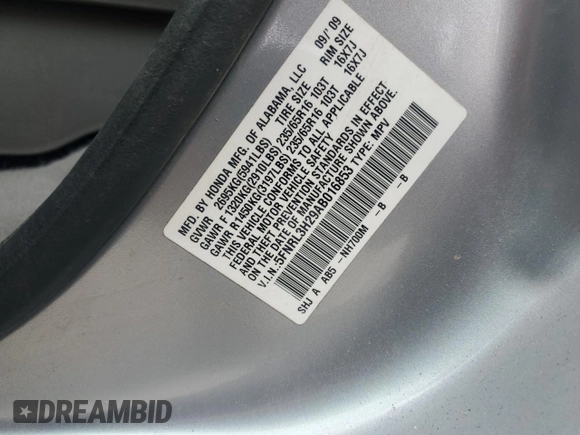 MFD. BY HONDA MFG. OF ALABAMA, LLC 09/'09
GVWR 2695KG(5941LBS) TIRE SIZE RIM SIZE
GAWR F 1320KG(2910LBS) 235/65R16 103T 16X7J
GAWR R 1450KG(3197LBS) 235/65R16 103T 16X7J
THIS VEHICLE CONFORMS TO ALL APPLICABLE
FEDERAL MOTOR VEHICLE SAFETY
AND THEFT PREVENTION STANDARDS IN EFFECT
ON THE DATE OF MANUFACTURE SHOWN ABOVE.
V.I.N.:5FNRL3H29AB016853 TYPE: MPV
SHJ A AB5 -NH700M -B -B
DREAMBID